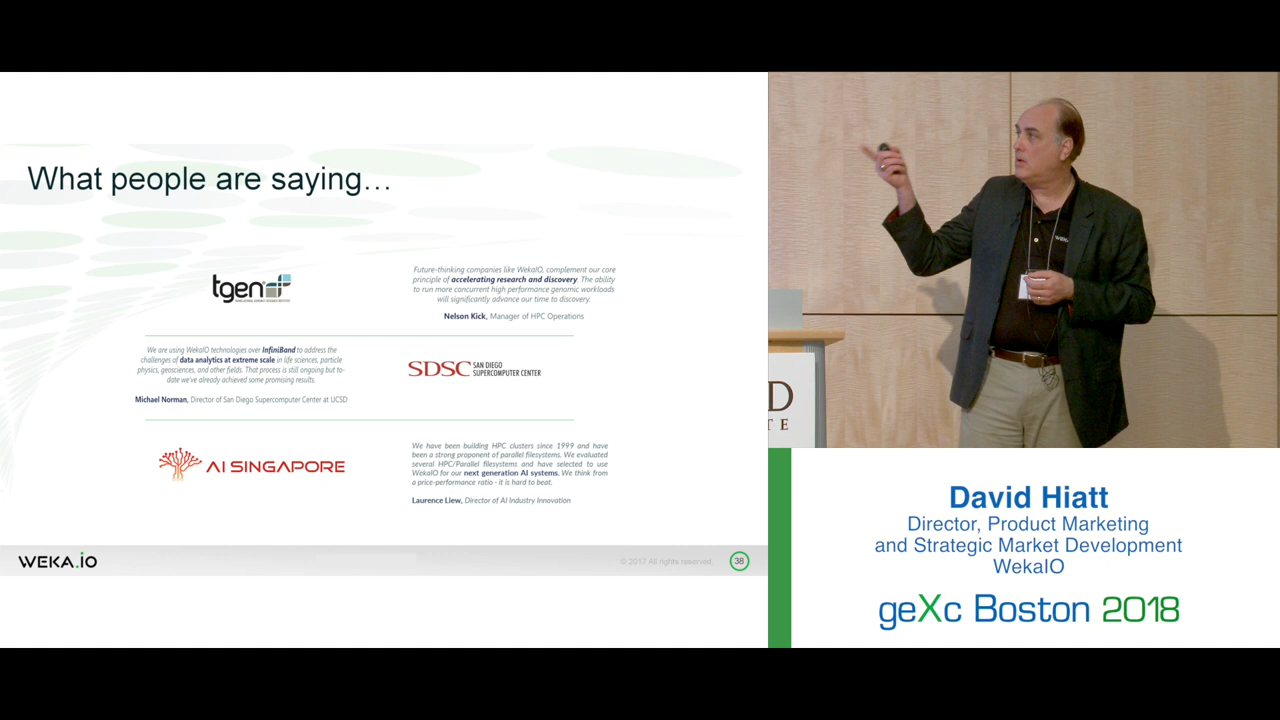 What people are saying...
tgen
Future-thinking companies like WekaIO, complement our core
principle of accelerating research and discovery. The ability
to run more concurrent high performance genomic workloads
will significantly advance our time to discovery.
Nelson Kick, Manager of HPC Operations
We are using WekaIO technologies over InfiniBand to address the
challenges of data analytics at extreme scale in life sciences, particle
physics, geosciences, and other fields. That process is still ongoing but to-
date we've already achieved some promising results.
Michael Norman, Director of San Diego Supercomputer Center at UCSD
SDSC SAN DIEGO
SUPERCOMPUTER CENTER
AI SINGAPORE
We have been building HPC clusters since 1999 and have
been a strong proponent of parallel filesystems. We evaluated
several HPC/Parallel filesystems and have selected to use
WekaIO for our next generation AI systems. We think from
a price-performance ratio - it is hard to beat.
Laurence Liew, Director of AI Industry Innovation
WEKA.iO
© 2017 All rights reserved.
38
D
TE
David Hiatt
Director, Product Marketing
and Strategic Market Development
WekaIO
geXc Boston 2018